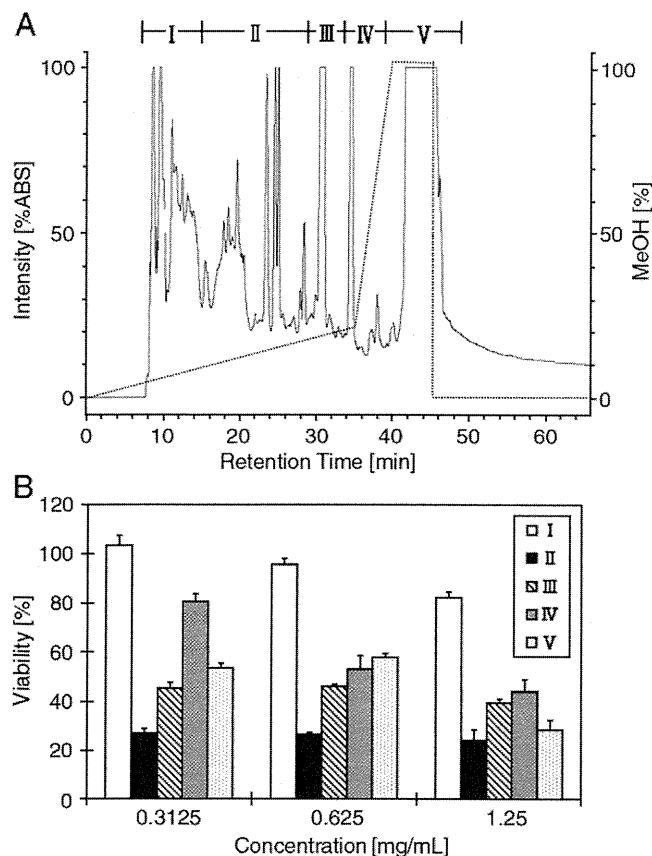 A
I II III IV V
100
50
0
Intensity [%ABS]
100
50
0
MeOH [%]
0 10 20 30 40 50 60
Retention Time [min]
B
120
100
80
60
40
20
0
Viability [%]
I
II
III
IV
V
0.3125 0.625 1.25
Concentration [mg/mL]